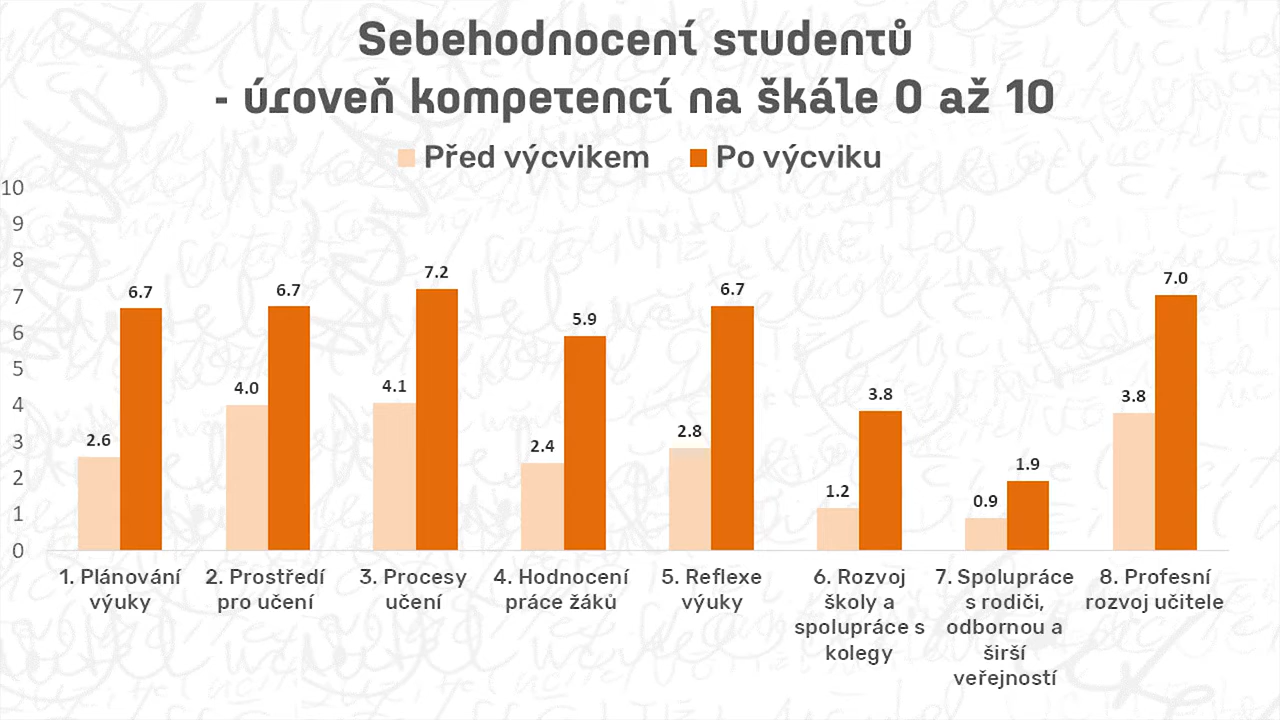 Sebehodnocení studentů
- úroveň kompetencí na škále 0 až 10
Před výcvikem Po výcviku
10
9
8
7
6
5
4
3
2
1
0
2.6 6.7
4.0 6.7
4.1 7.2
2.4 5.9
2.8 6.7
1.2 3.8
0.9 1.9
3.8 7.0
1. Plánování
výuky
2. Prostředí
pro učení
3. Procesy
učení
4. Hodnocení
práce žáků
5. Reflexe
výuky
6. Rozvoj
školy a
spolupráce s
kolegy
7. Spolupráce
s rodiči,
odbornou a
širší
veřejností
8. Profesní
rozvoj učitele